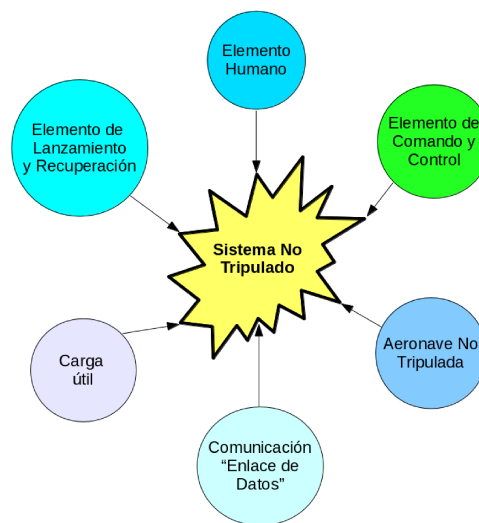 Elemento
Humano
Elemento de
Lanzamiento
y Recuperación
Elemento de
Comando y
Control
Sistema No
Tripulado
Carga
útil
Aeronave No
Tripulada
Comunicación
“Enlace de
Datos”